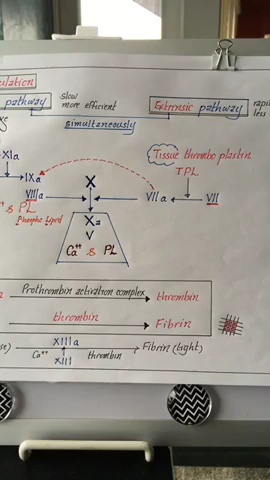 ulation
pathway
slow
more efficient
Extrensic pathway
rapi
less
simultaneously
XIa
Tissue thrombo plastin
TPL
IXa
X
VIIIa
VIIa
VII
& PL
Phospho Lipid
Xa
V
Ca++ & PL
Prothrombin activation complex
thrombin
thrombin
Fibrin
XIIIa
Ca++
thrombin
Fibrin (tight)
XIII